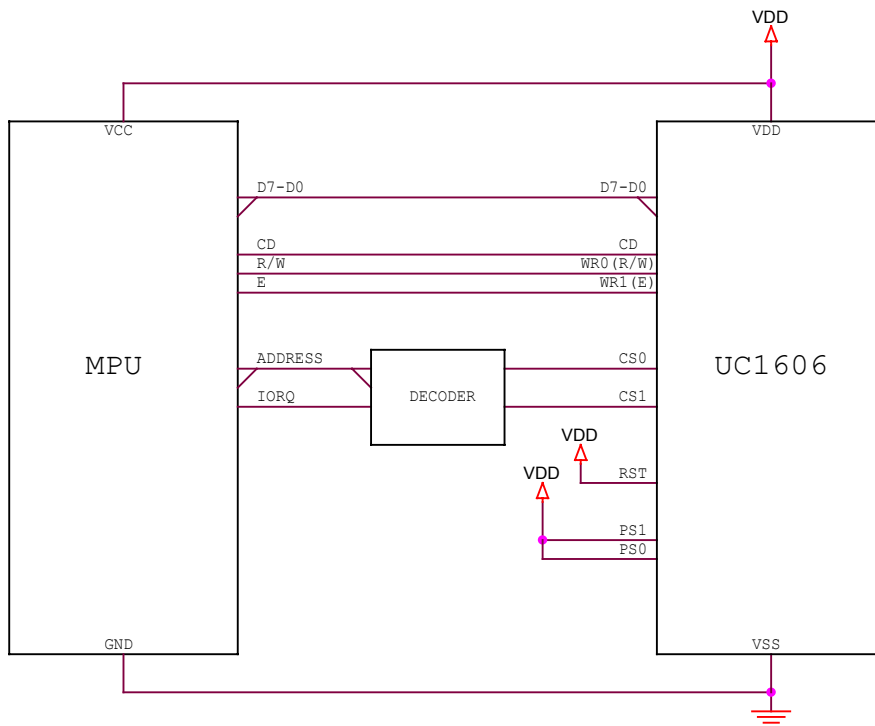 VDD
VCC
VDD
D7-D0
D7-D0
CD
CD
R/W
WR0(R/W)
E
WR1(E)
MPU
ADDRESS
CS0
UC1606
IORQ
DECODER
CS1
VDD
VDD
RST
PS1
PS0
GND
VSS